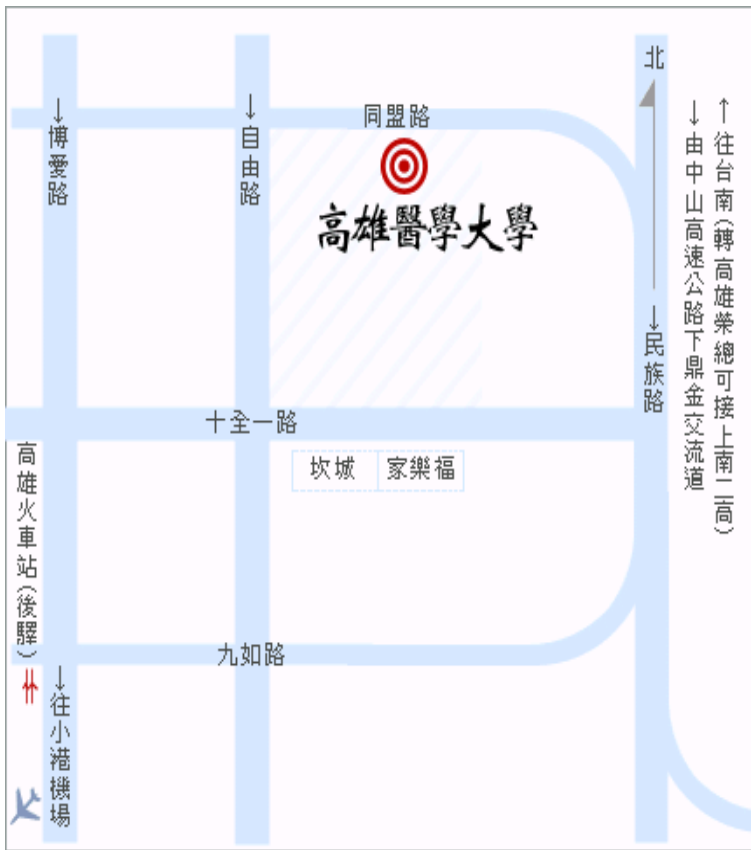 北
↓博愛路
↓自由路
同盟路
↑往台南(轉高雄榮總可接上南二高)
↓由中山高速公路下鼎金交流道
高雄醫學大學
↓民族路
十全一路
坎城
家樂福
高雄火車站(後驛)
九如路
↓往小港機場